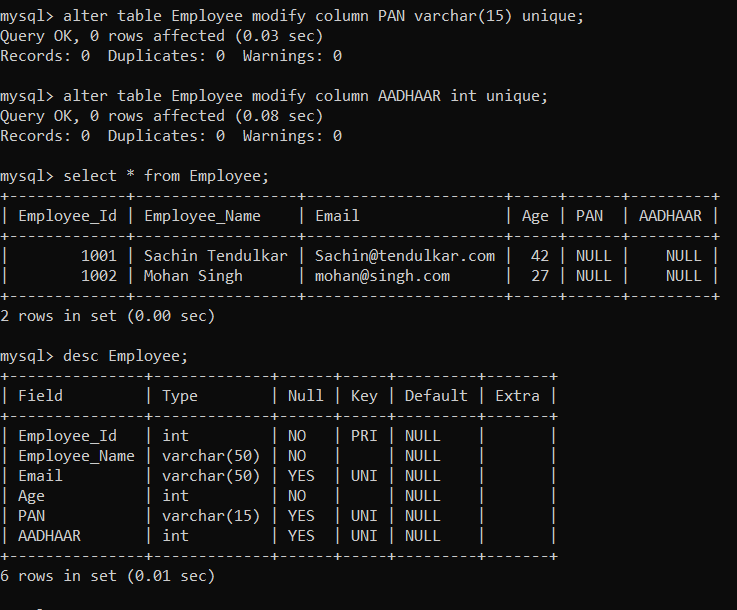 mysql> alter table Employee modify column PAN varchar(15) unique;
Query OK, 0 rows affected (0.03 sec)
Records: 0  Duplicates: 0  Warnings: 0

mysql> alter table Employee modify column AADHAAR int unique;
Query OK, 0 rows affected (0.08 sec)
Records: 0  Duplicates: 0  Warnings: 0

mysql> select * from Employee;
+-------------+------------------+----------------------+-----+------+---------+
| Employee_Id | Employee_Name    | Email                | Age | PAN  | AADHAAR |
+-------------+------------------+----------------------+-----+------+---------+
|        1001 | Sachin Tendulkar | Sachin@tendulkar.com |  42 | NULL |    NULL |
|        1002 | Mohan Singh      | mohan@singh.com      |  27 | NULL |    NULL |
+-------------+------------------+----------------------+-----+------+---------+
2 rows in set (0.00 sec)

mysql> desc Employee;
+---------------+-------------+------+-----+---------+-------+
| Field         | Type        | Null | Key | Default | Extra |
+---------------+-------------+------+-----+---------+-------+
| Employee_Id   | int         | NO   | PRI | NULL    |       |
| Employee_Name | varchar(50) | NO   |     | NULL    |       |
| Email         | varchar(50) | YES  | UNI | NULL    |       |
| Age           | int         | NO   |     | NULL    |       |
| PAN           | varchar(15) | YES  | UNI | NULL    |       |
| AADHAAR       | int         | YES  | UNI | NULL    |       |
+---------------+-------------+------+-----+---------+-------+
6 rows in set (0.01 sec)